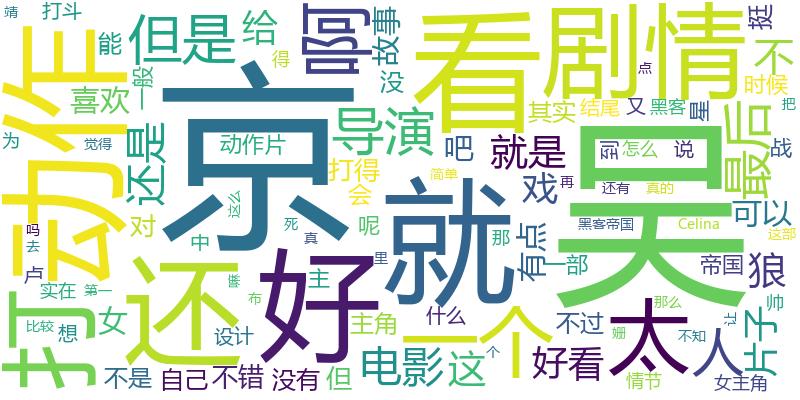 靖
打斗
但是
给
啊
故事
看
剧情
挺
不
能
喜欢
一般
得
没
点
时候
动作
京
导演
其实
结尾
又
黑客
星
把
为
觉得
还是
动作片
吧
就是
吴
到
怎么
说
最后
战
打得
会
戏
再
还有
真的
对
这么
简单
可以
吗
去
中
死
真
呢
就
那
有点
一部
黑客帝国
Celina
这部
卢
还
好
里
主
帝国
狼
打
实在
第一
布
什么
一个
不过
太
那么
帅
比较
想
女
设计
主角
姗
不知
让
人
片子
不是
自己
不错
没有
但
电影
这
个
好看
情节
女主角